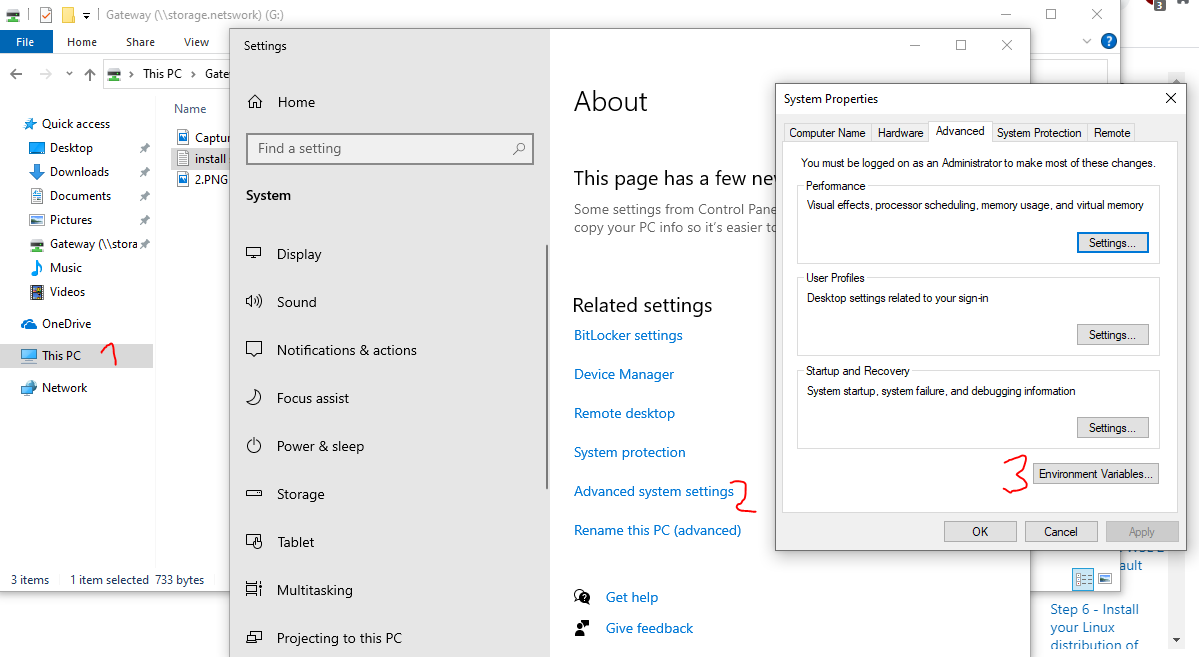 Gateway (\\storage.netswork) (G:)
3
File
Home
Share
View
?
This PC
Gatew
Name
Quick access
Desktop
Downloads
Documents
Pictures
Gateway (\\stora
Music
Videos
OneDrive
This PC
1
Network
Captur
install
2.PNG
3 items
1 item selected
733 bytes
Settings
Home
Find a setting
System
Display
Sound
Notifications & actions
Focus assist
Power & sleep
Storage
Tablet
Multitasking
Projecting to this PC
About
This page has a few nev
Some settings from Control Pane
copy your PC info so it's easier to
Related settings
BitLocker settings
Device Manager
Remote desktop
System protection
Advanced system settings
2
Rename this PC (advanced)
Get help
Give feedback
System Properties
Computer Name
Hardware
Advanced
System Protection
Remote
You must be logged on as an Administrator to make most of these changes.
Performance
Visual effects, processor scheduling, memory usage, and virtual memory
Settings...
User Profiles
Desktop settings related to your sign-in
Settings...
Startup and Recovery
System startup, system failure, and debugging information
Settings...
3
Environment Variables...
OK
Cancel
Apply
ault
Step 6 - Install
your Linux
distribution of